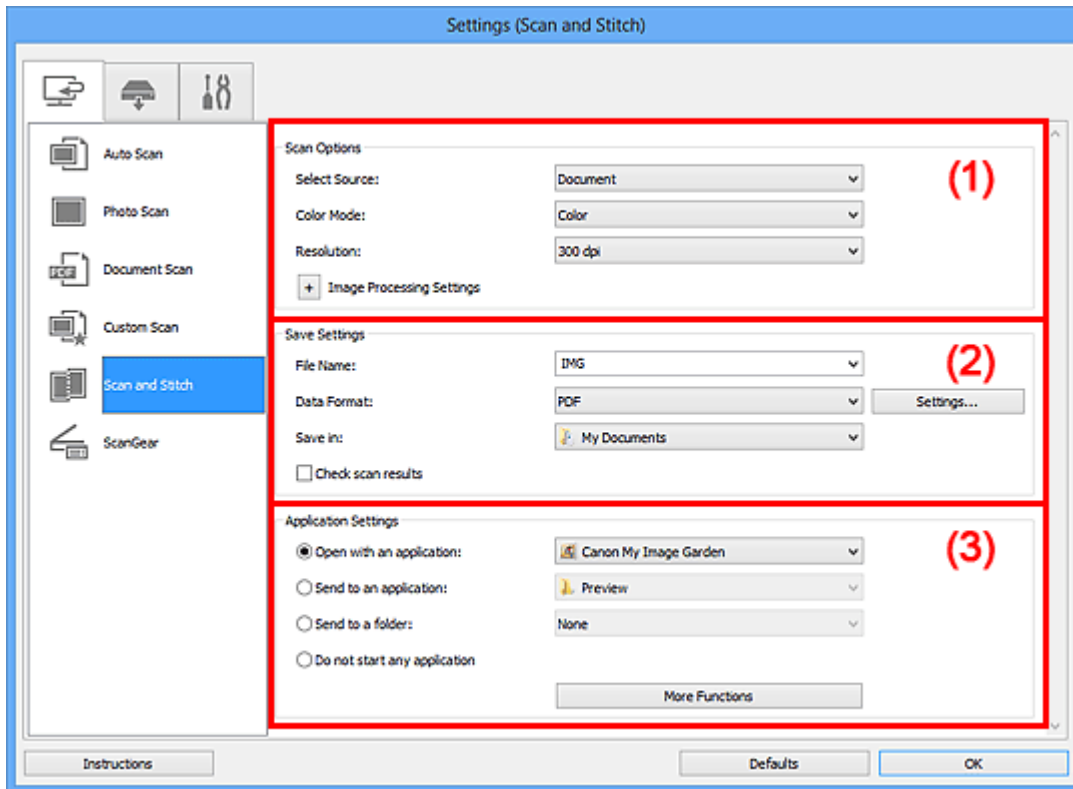 Settings (Scan and Stitch)
Auto Scan
Photo Scan
PDF
Document Scan
Custom Scan
Scan and Stitch
ScanGear
Scan Options
(1)
Select Source: Document
Color Mode: Color
Resolution: 300 dpi
+ Image Processing Settings
Save Settings
(2)
File Name: IMG
Data Format: PDF Settings...
Save in: My Documents
Check scan results
Application Settings
(3)
Open with an application: Canon My Image Garden
Send to an application: Preview
Send to a folder: None
Do not start any application
More Functions
Instructions Defaults OK